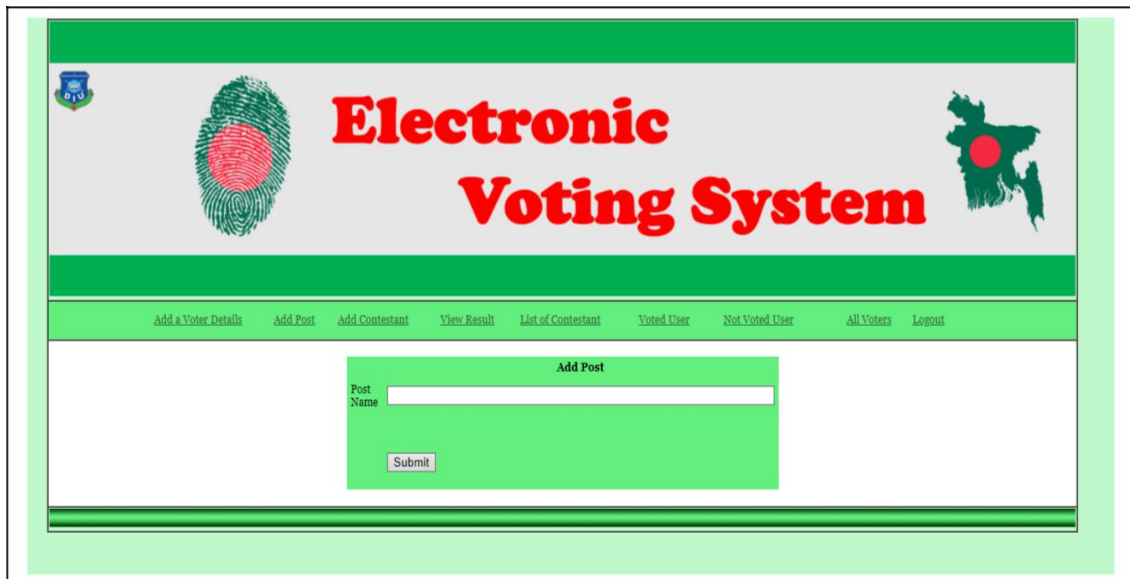 DIU
Electronic
Voting System
Add a Voter Details Add Post Add Contestant View Result List of Contestant Voted User Not Voted User All Voters Logout
Add Post
Post
Name
Submit